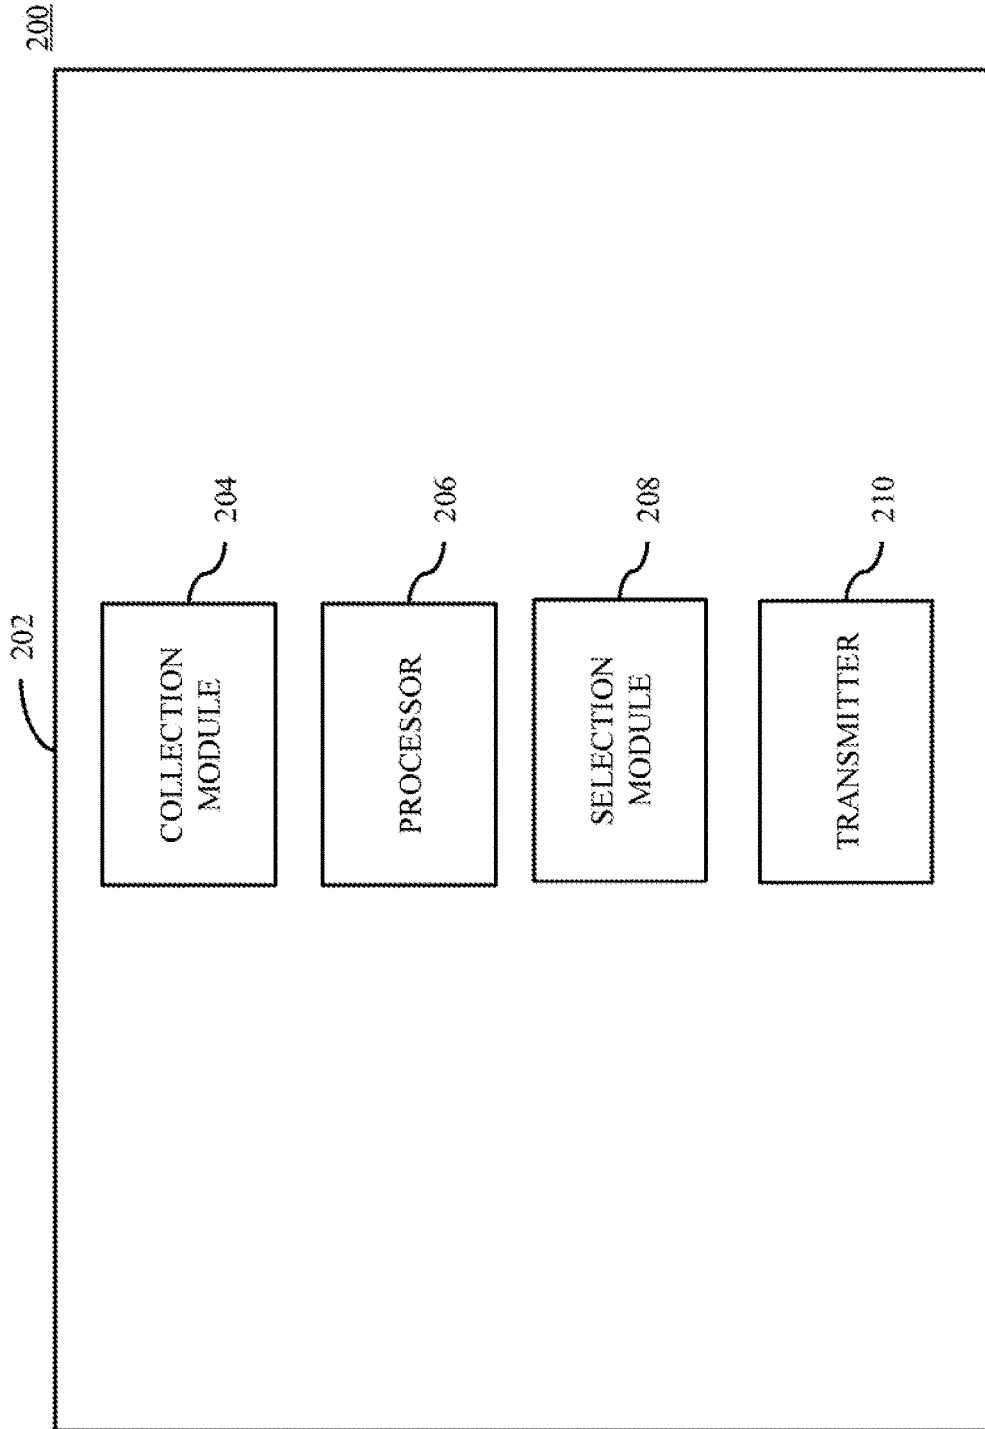 200
202
COLLECTION
MODULE
204
PROCESSOR
206
SELECTION
MODULE
208
TRANSMITTER
210